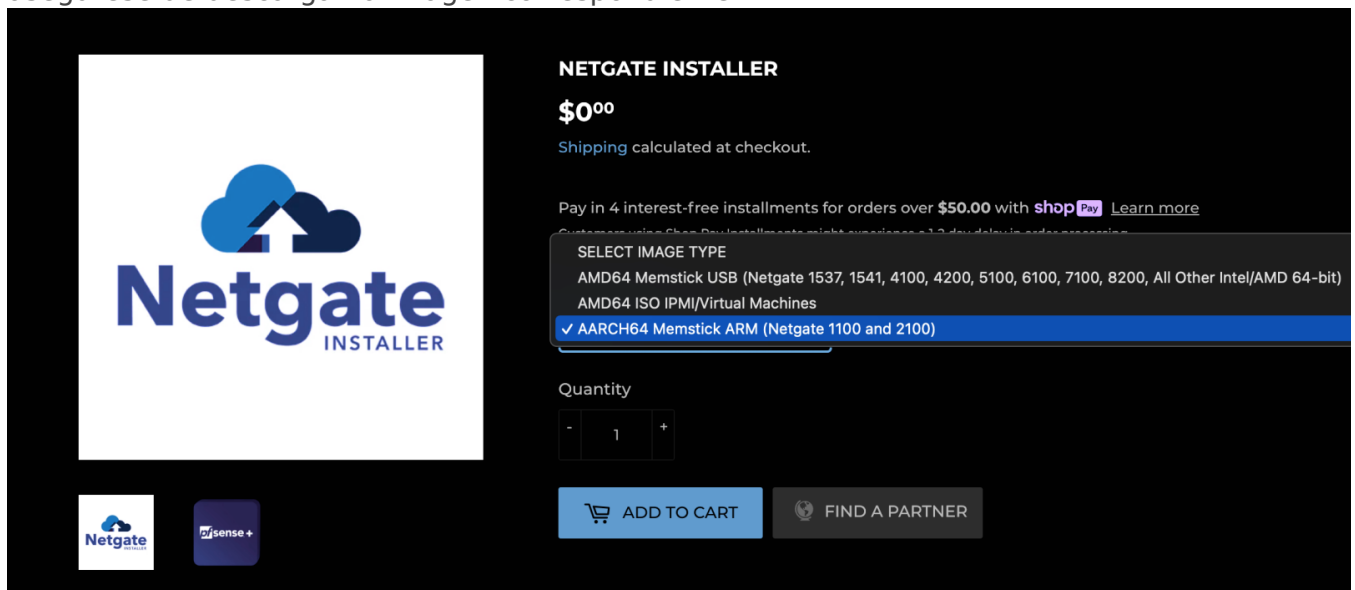 NETGATE INSTALLER
$0⁰⁰
Shipping calculated at checkout.
Pay in 4 interest-free installments for orders over $50.00 with shop Pay Learn more
SELECT IMAGE TYPE
AMD64 Memstick USB (Netgate 1537, 1541, 4100, 4200, 5100, 6100, 7100, 8200, All Other Intel/AMD 64-bit)
AMD64 ISO IPMI/Virtual Machines
✓ AARCH64 Memstick ARM (Netgate 1100 and 2100)
Netgate
INSTALLER
Quantity
- 1 +
ADD TO CART
FIND A PARTNER
Netgate
INSTALLER
pfsense+